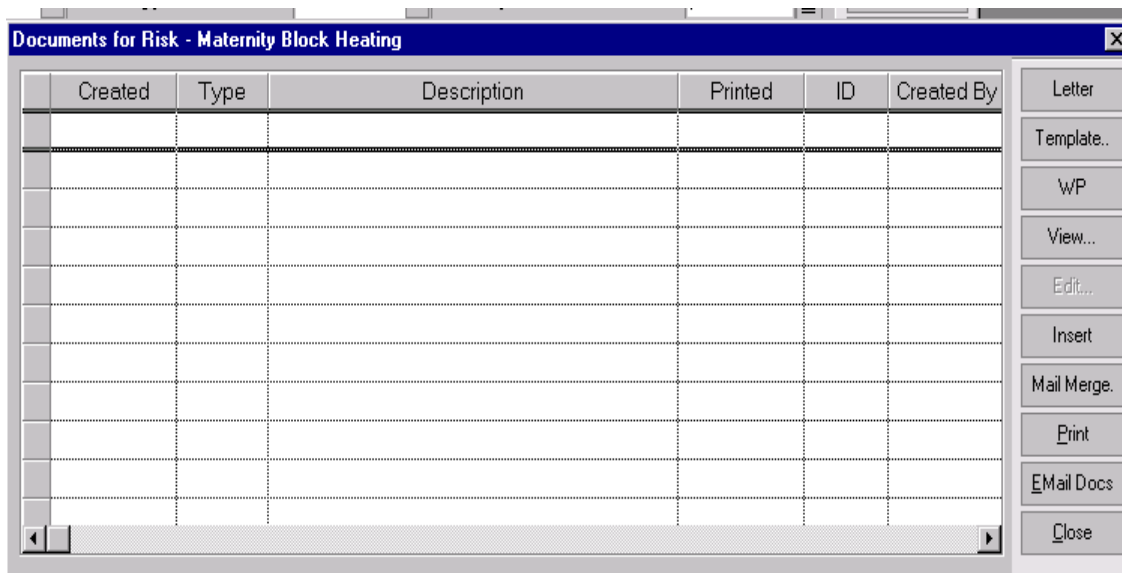 Documents for Risk - Maternity Block Heating
Created Type Description Printed ID Created By
Letter
Template..
WP
View...
Edit...
Insert
Mail Merge.
Print
EMail Docs
Close